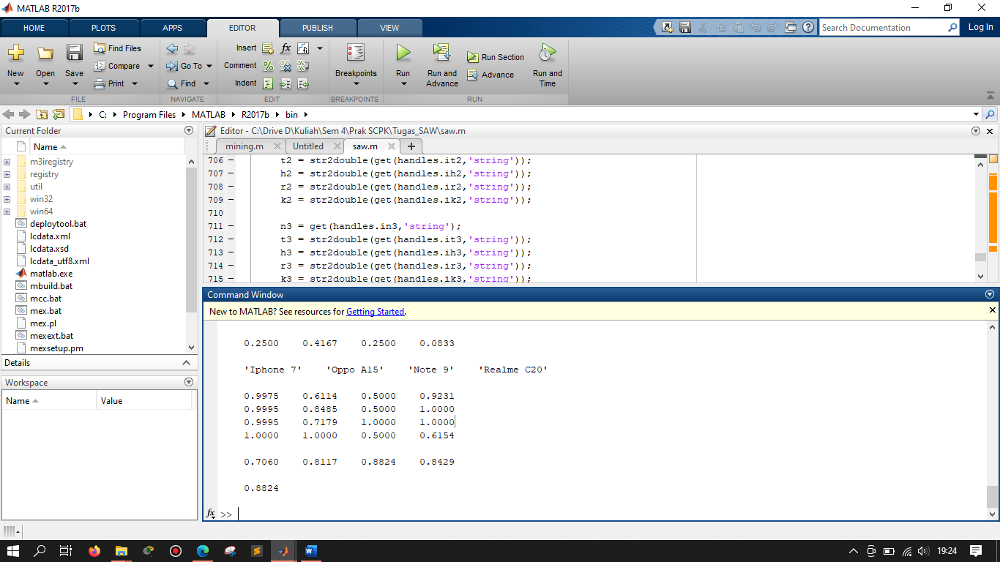 MATLAB R2017b
HOME PLOTS APPS EDITOR PUBLISH VIEW Search Documentation Log In
New Open Save Find Files Compare Print
Go To Find
Insert fx Comment Indent
Breakpoints
Run Run and Advance Run Section Advance Run and Time
FILE NAVIGATE EDIT BREAKPOINTS RUN
C: Program Files MATLAB R2017b bin
Current Folder
Name
m3iregistry
registry
util
win32
win64
deploytool.bat
lcdata.xml
lcdata.xsd
lcdata_utf8.xml
matlab.exe
mbuild.bat
mcc.bat
mex.bat
mex.pl
mexext.bat
mexsetup.pm
Details
Workspace
Name Value
Editor - C:\Drive D\Kuliah\Sem 4\Prak SCPK\Tugas_SAW\saw.m
mining.m Untitled saw.m
706 - t2 = str2double(get(handles.it2,'string'));
707 - h2 = str2double(get(handles.ih2,'string'));
708 - r2 = str2double(get(handles.ir2,'string'));
709 - k2 = str2double(get(handles.ik2,'string'));
710
711 - n3 = get(handles.in3,'string');
712 - t3 = str2double(get(handles.it3,'string'));
713 - h3 = str2double(get(handles.ih3,'string'));
714 - r3 = str2double(get(handles.ir3,'string'));
715 - k3 = str2double(get(handles.ik3,'string'));
Command Window
New to MATLAB? See resources for Getting Started.
0.2500 0.4167 0.2500 0.0833
'Iphone 7' 'Oppo A15' 'Note 9' 'Realme C20'
0.9975 0.6114 0.5000 0.9231
0.9995 0.8485 0.5000 1.0000
0.9995 0.7179 1.0000 1.0000
1.0000 1.0000 0.5000 0.6154
0.7060 0.8117 0.8824 0.8429
0.8824
fx >>
19:24